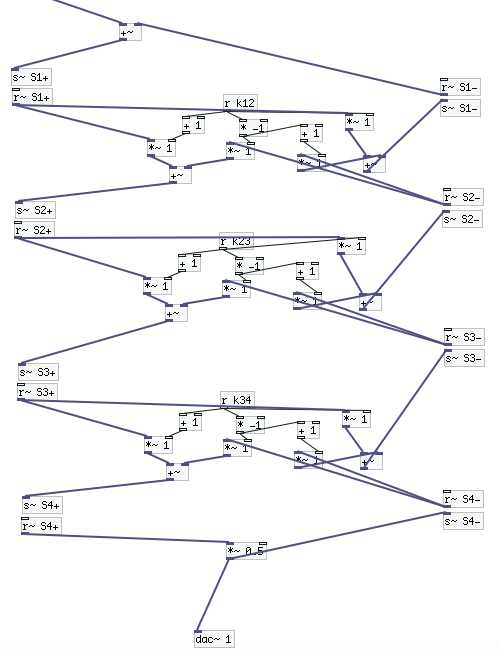 +~
s~ S1+
r~ S1+
r~ S1-
s~ S1-
r k12
+ 1
* -1
+ 1
*~ 1
*~ 1
*~ 1
*~ 1
+~
+~
s~ S2+
r~ S2+
r~ S2-
s~ S2-
r k23
*~ 1
+ 1
* -1
+ 1
*~ 1
*~ 1
*~ 1
+~
+~
s~ S3+
r~ S3+
r~ S3-
s~ S3-
r k34
*~ 1
+ 1
* -1
+ 1
*~ 1
*~ 1
*~ 1
+~
+~
s~ S4+
r~ S4+
r~ S4-
s~ S4-
*~ 0.5
dac~ 1